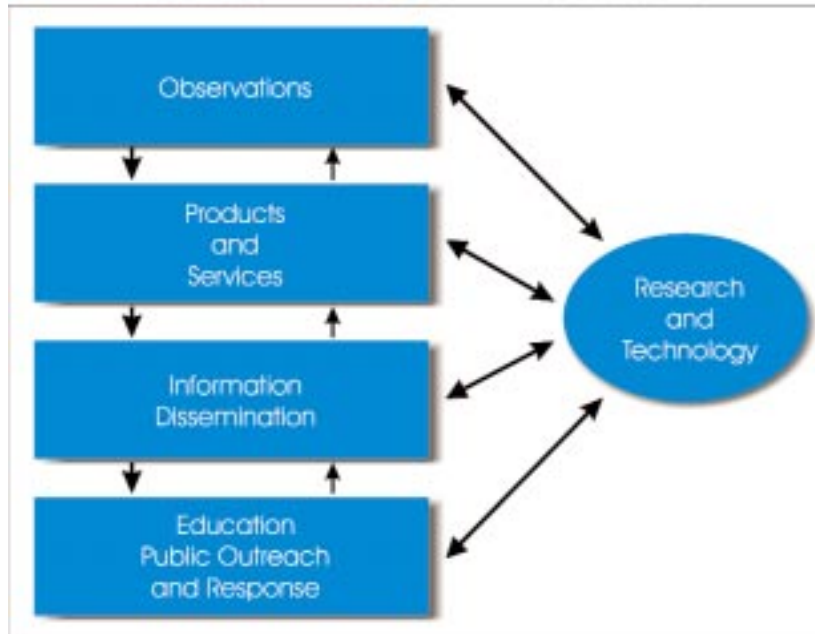 Observations
Products
and
Services
Information
Dissemination
Education
Public Outreach
and Response
Research
and
Technology